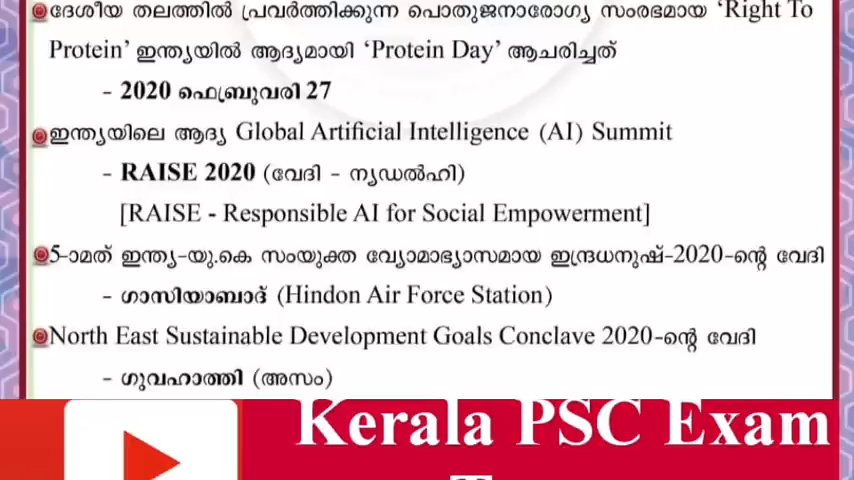 ദേശീയ തലത്തിൽ പ്രവർത്തിക്കുന്ന പൊതുജനാരോഗ്യ സംരഭമായ ‘Right To
Protein’ ഇന്ത്യയിൽ ആദ്യമായി ‘Protein Day’ ആചരിച്ചത്
- 2020 ഫെബ്രുവരി 27
ഇന്ത്യയിലെ ആദ്യ Global Artificial Intelligence (AI) Summit
- RAISE 2020 (വേദി - ന്യഡൽഹി)
[RAISE - Responsible AI for Social Empowerment]
5-ാമത് ഇന്ത്യ-യു.കെ സംയുക്ത വ്യോമാഭ്യാസമായ ഇന്ദ്രധനുഷ്-2020-ന്റെ വേദി
- ഗാസിയാബാദ് (Hindon Air Force Station)
North East Sustainable Development Goals Conclave 2020-ന്റെ വേദി
- ഗുവഹാത്തി (അസം)
Kerala PSC Exam